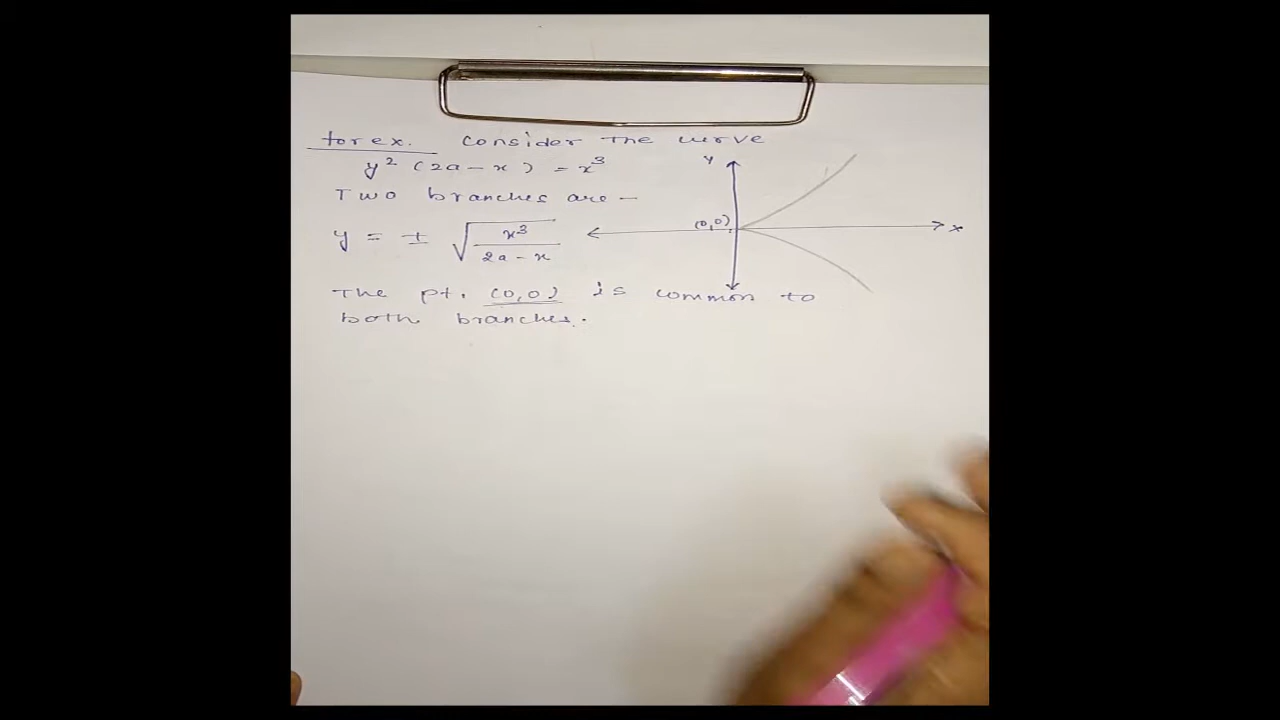 for ex. Consider the curve
y² (2a - x) = x³
Two branches are -
y = ± √(x³ / (2a - x))
The pt. (0,0) is common to
both branches.
Y
(0,0)
x